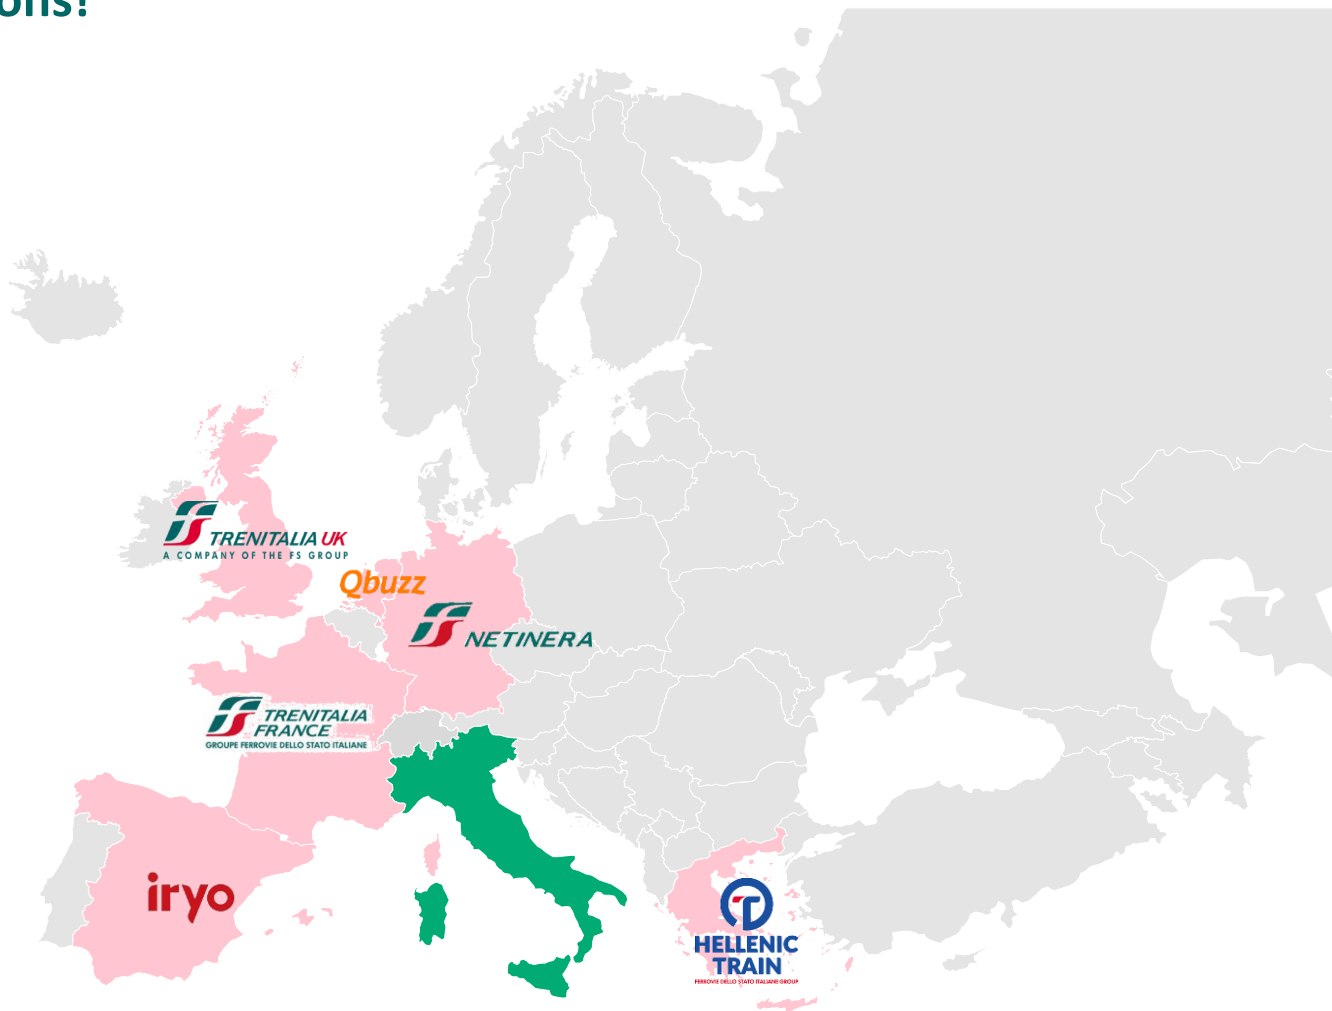 ons?
TRENITALIA UK
A COMPANY OF THE FS GROUP
Qbuzz
NETINERA
TRENITALIA
FRANCE
GROUPE FERROVIE DELLO STATO ITALIANE
iryo
HELLENIC
TRAIN
FERROVIE DELLO STATO ITALIANE GROUP